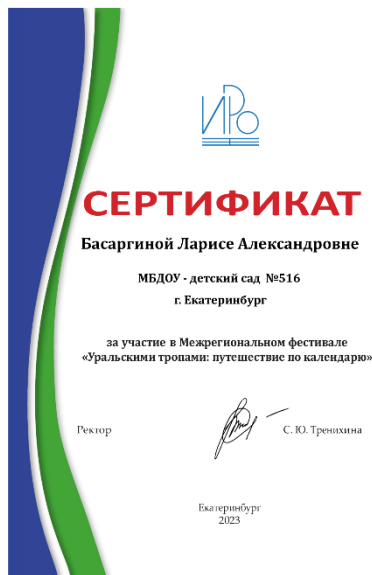 ИРО
СЕРТИФИКАТ
Басаргиной Ларисе Александровне
МБДОУ - детский сад №516
г. Екатеринбург
за участие в Межрегиональном фестивале
«Уральскими тропами: путешествие по календарю»
Ректор
С. Ю. Тренихина
Екатеринбург
2023